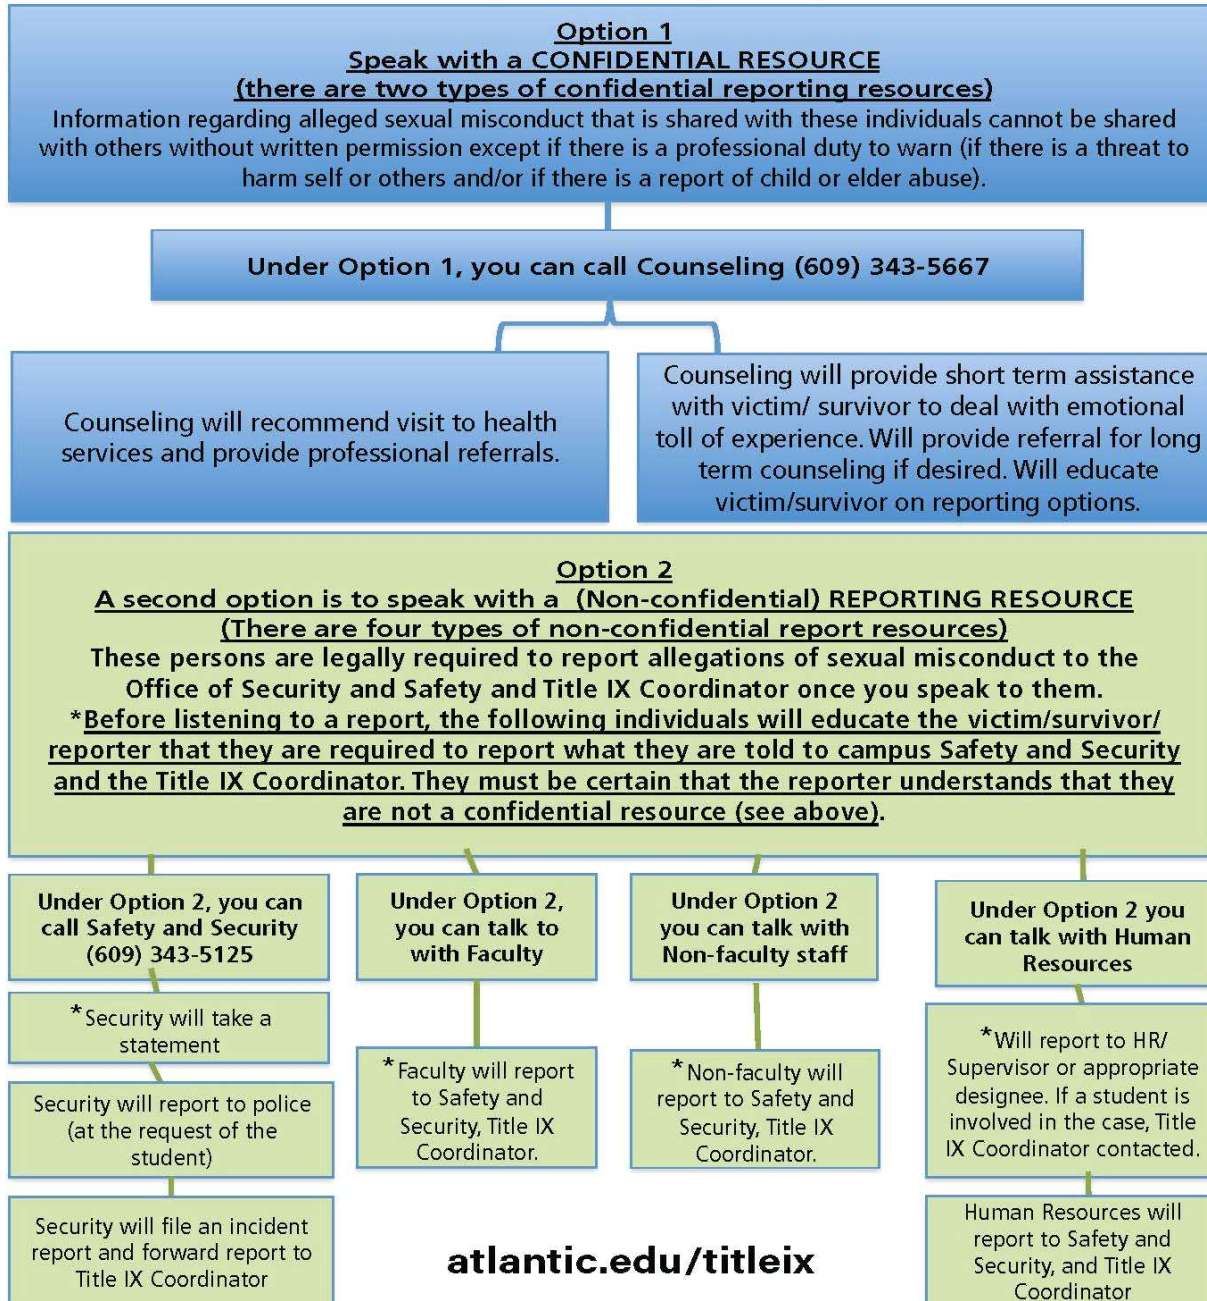 Option 1
Speak with a CONFIDENTIAL RESOURCE
(there are two types of confidential reporting resources)
Information regarding alleged sexual misconduct that is shared with these individuals cannot be shared
with others without written permission except if there is a professional duty to warn (if there is a threat to
harm self or others and/or if there is a report of child or elder abuse).
Under Option 1, you can call Counseling (609) 343-5667
Counseling will recommend visit to health
services and provide professional referrals.
Counseling will provide short term assistance
with victim/ survivor to deal with emotional
toll of experience. Will provide referral for long
term counseling if desired. Will educate
victim/survivor on reporting options.
Option 2
A second option is to speak with a (Non-confidential) REPORTING RESOURCE
(There are four types of non-confidential report resources)
These persons are legally required to report allegations of sexual misconduct to the
Office of Security and Safety and Title IX Coordinator once you speak to them.
*Before listening to a report, the following individuals will educate the victim/survivor/
reporter that they are required to report what they are told to campus Safety and Security
and the Title IX Coordinator. They must be certain that the reporter understands that they
are not a confidential resource (see above).
Under Option 2, you can
call Safety and Security
(609) 343-5125
*Security will take a
statement
Security will report to police
(at the request of the
student)
Security will file an incident
report and forward report to
Title IX Coordinator
Under Option 2,
you can talk to
with Faculty
*Faculty will report
to Safety and
Security, Title IX
Coordinator.
Under Option 2
you can talk with
Non-faculty staff
*Non-faculty will
report to Safety and
Security, Title IX
Coordinator.
Under Option 2 you
can talk with Human
Resources
*Will report to HR/
Supervisor or appropriate
designee. If a student is
involved in the case, Title
IX Coordinator contacted.
Human Resources will
report to Safety and
Security, and Title IX
Coordinator
atlantic.edu/titleix